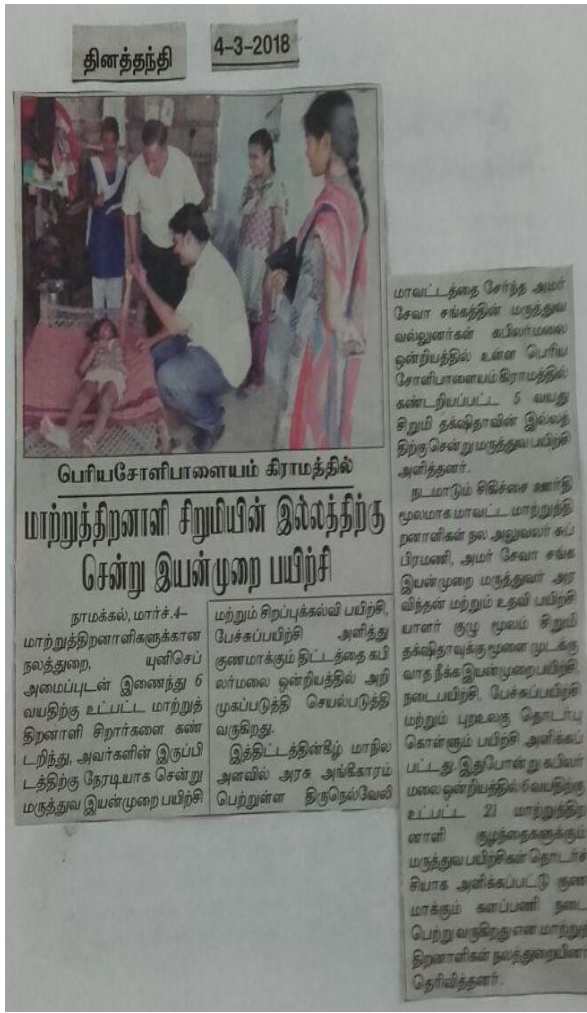 தினத்தந்தி
4-3-2018
பெரியசோளிபாளையம் கிராமத்தில்
மாற்றுத்திறனாளி சிறுமியின் இல்லத்திற்கு
சென்று இயன்முறை பயிற்சி
நாமக்கல், மார்ச்.4–
மாற்றுத்திறனாளிகளுக்கான
நலத்துறை, யுனிசெப்
அமைப்புடன் இணைந்து 6
வயதிற்கு உட்பட்ட மாற்றுத்
திறனாளி சிறார்களை கண்
டறிந்து, அவர்களின் இருப்பி
டத்திற்கு நேரடியாக சென்று
மருத்துவ இயன்முறை பயிற்சி
மற்றும் சிறப்புக்கல்வி பயிற்சி,
பேச்சுப்பயிற்சி அளித்து
குணமாக்கும் திட்டத்தை கபி
லர்மலை ஒன்றியத்தில் அறி
முகப்படுத்தி செயல்படுத்தி
வருகிறது.
இத்திட்டத்தின்கீழ் மாநில
அளவில் அரசு அங்கீகாரம்
பெற்றுள்ள திருநெல்வேலி
மாவட்டத்தை சேர்ந்த அமர்
சேவா சங்கத்தின் மருத்துவ
வல்லுனர்கள் கபிலர்மலை
ஒன்றியத்தில் உள்ள பெரிய
சோளிபாளையம் கிராமத்தில்
கண்டறியப்பட்ட 5 வயது
சிறுமி தக்ஷிதாவின் இல்லத்
திற்கு சென்று மருத்துவ பயிற்சி
அளித்தனர்.
நடமாடும் சிகிச்சை ஊர்தி
மூலமாக மாவட்ட மாற்றுத்தி
றனாளிகள் நல அலுவலர் சுப்
பிரமணி, அமர் சேவா சங்க
இயன்முறை மருத்துவர் அர
விந்தன் மற்றும் உதவி பயிற்சி
யாளர் குழு மூலம் சிறுமி
தக்ஷிதாவுக்கு மூளை முடக்கு
வாத நீக்க இயன்முறை பயிற்சி
நடைபயிற்சி, பேச்சுப்பயிற்சி
மற்றும் புறஉலகு தொடர்பு
கொள்ளும் பயிற்சி அளிக்கப்
பட்டது. இதுபோன்று கபிலர்
மலை ஒன்றியத்தில் 6 வயதிற்கு
உட்பட்ட 21 மாற்றுத்திற
னாளி குழந்தைகளுக்கும்
மருத்துவ பயிற்சிகள் தொடர்ச்
சியாக அளிக்கப்பட்டு குண
மாக்கும் களப்பணி நடை
பெற்று வருகிறது என மாற்றுத்
திறனாளிகள் நலத்துறையினர்
தெரிவித்தனர்.